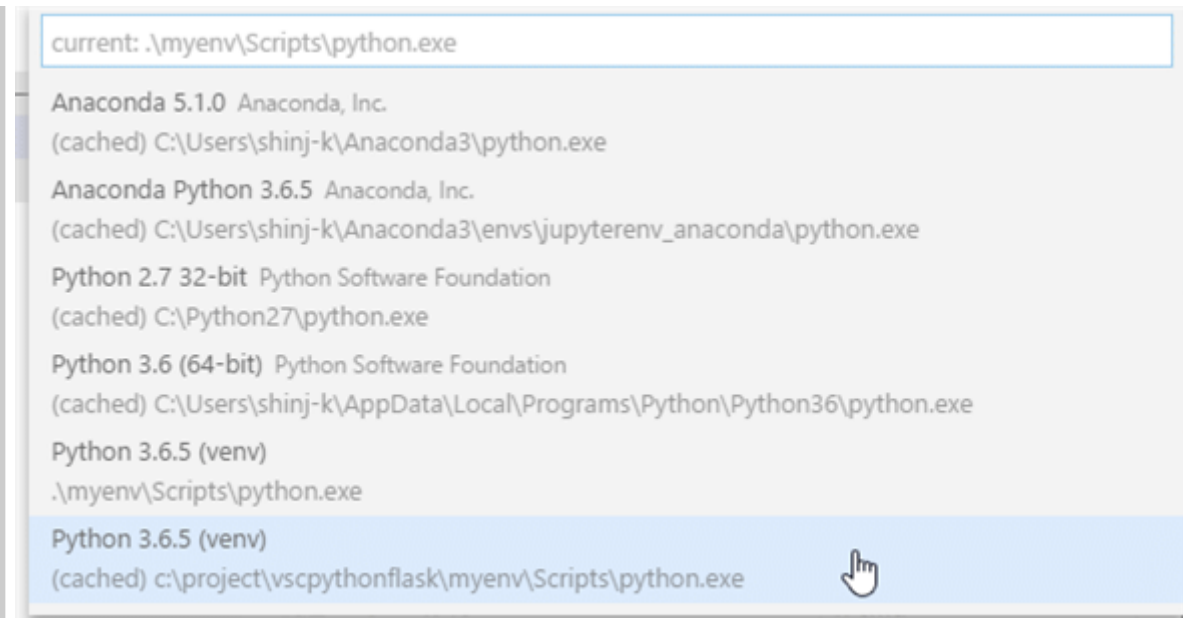 current: .\myenv\Scripts\python.exe
Anaconda 5.1.0 Anaconda, Inc.
(cached) C:\Users\shinj-k\Anaconda3\python.exe
Anaconda Python 3.6.5 Anaconda, Inc.
(cached) C:\Users\shinj-k\Anaconda3\envs\jupyterenv_anaconda\python.exe
Python 2.7 32-bit Python Software Foundation
(cached) C:\Python27\python.exe
Python 3.6 (64-bit) Python Software Foundation
(cached) C:\Users\shinj-k\AppData\Local\Programs\Python\Python36\python.exe
Python 3.6.5 (venv)
.\myenv\Scripts\python.exe
Python 3.6.5 (venv)
(cached) c:\project\vscpythonflask\myenv\Scripts\python.exe